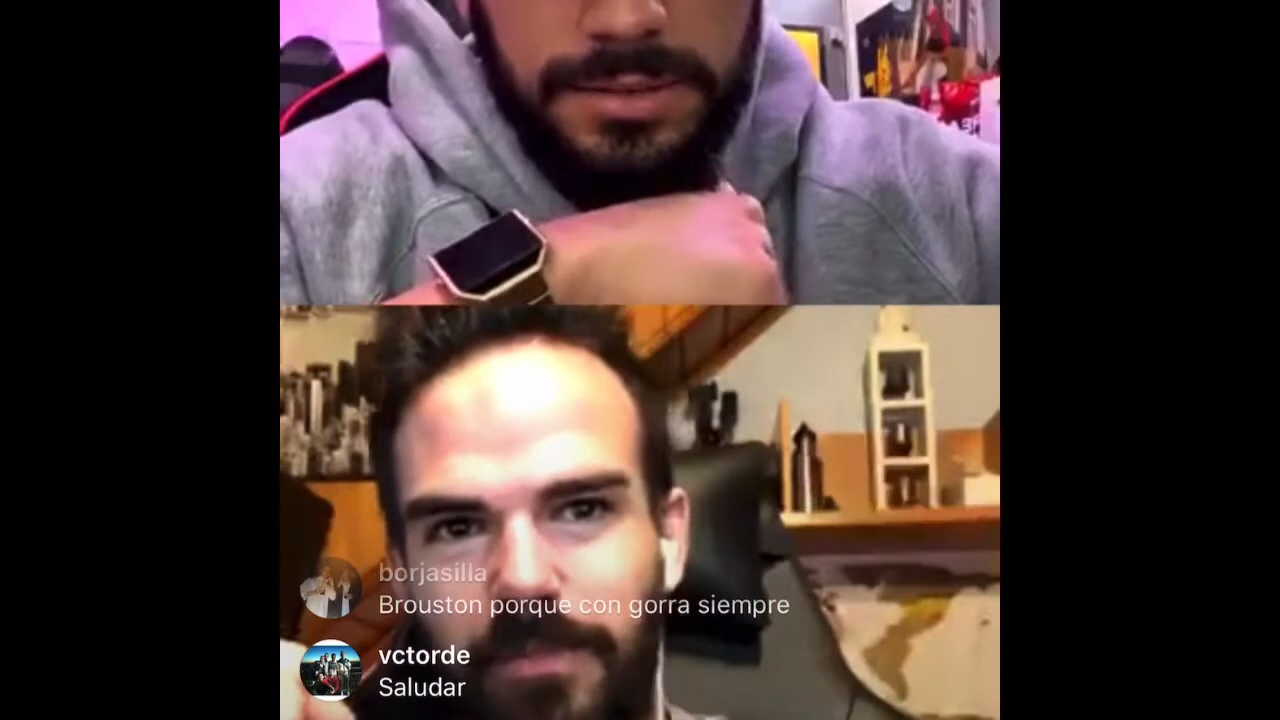 borjasilla
Brouston porque con gorra siempre
vctorde
Saludar